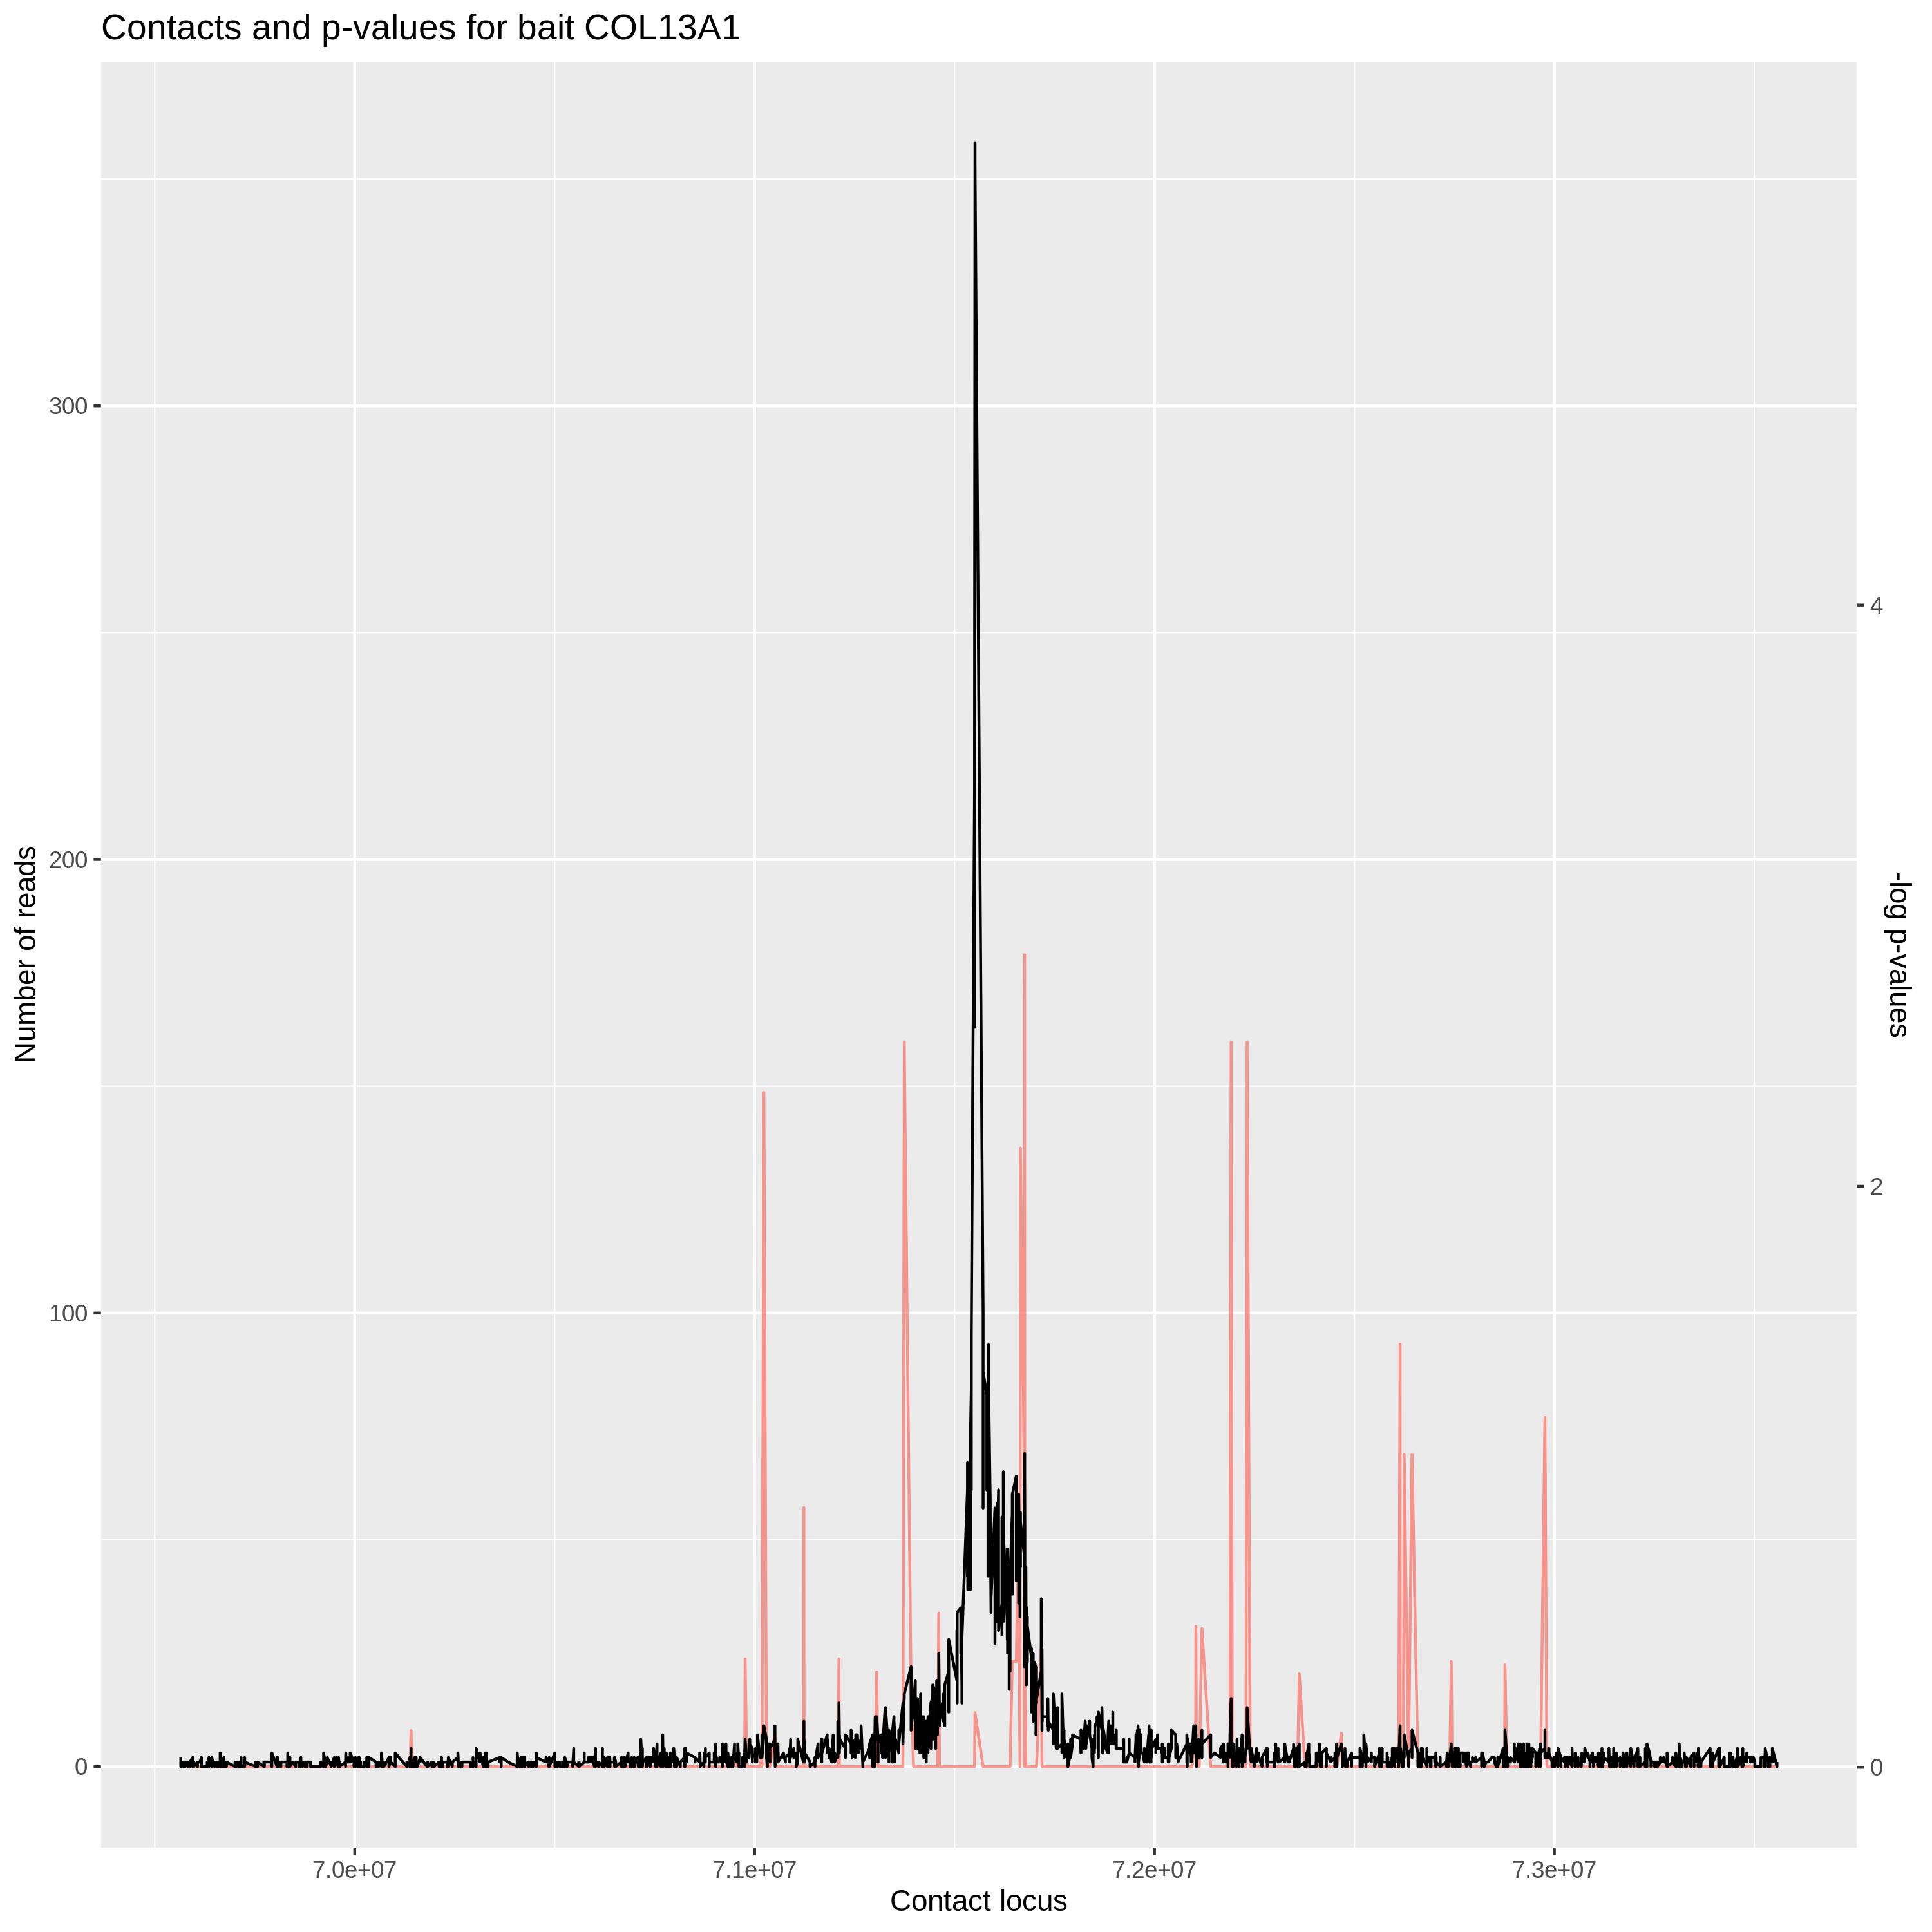 Contacts and p-values for bait COL13A1
300
200
100
0
Number of reads
4
2
0
-log p-values
7.0e+07
7.1e+07
7.2e+07
7.3e+07
Contact locus